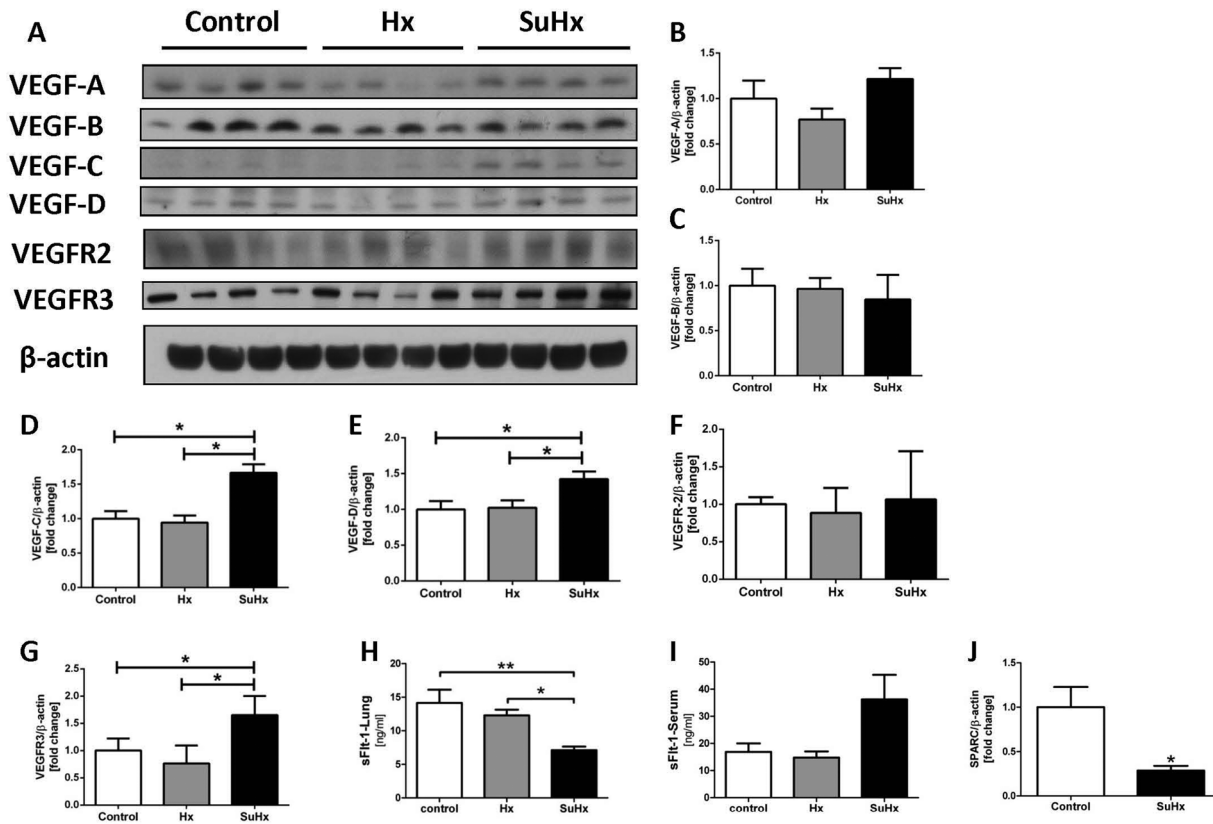 A
Control Hx SuHx
VEGF-A
VEGF-B
VEGF-C
VEGF-D
VEGFR2
VEGFR3
β-actin
B
VEGF-A/β-actin
[fold change]
1.5
1.0
0.5
0.0
Control Hx SuHx
C
VEGF-B/β-actin
[fold change]
1.5
1.0
0.5
0.0
Control Hx SuHx
D
VEGF-C/β-actin
[fold change]
2.0
1.5
1.0
0.5
0.0
*
*
Control Hx SuHx
E
VEGF-D/β-actin
[fold change]
2.0
1.5
1.0
0.5
0.0
*
*
Control Hx SuHx
F
VEGFR-2/β-actin
[fold change]
2.0
1.5
1.0
0.5
0.0
Control Hx SuHx
G
VEGFR3/β-actin
[fold change]
2.5
2.0
1.5
1.0
0.5
0.0
*
*
Control Hx SuHx
H
sFlt-1-Lung
[ng/ml]
20
15
10
5
0
**
*
control Hx SuHx
I
sFlt-1-Serum
[ng/ml]
50
40
30
20
10
0
control Hx SuHx
J
SPARC/β-actin
[fold change]
1.5
1.0
0.5
0.0
*
Control SuHx